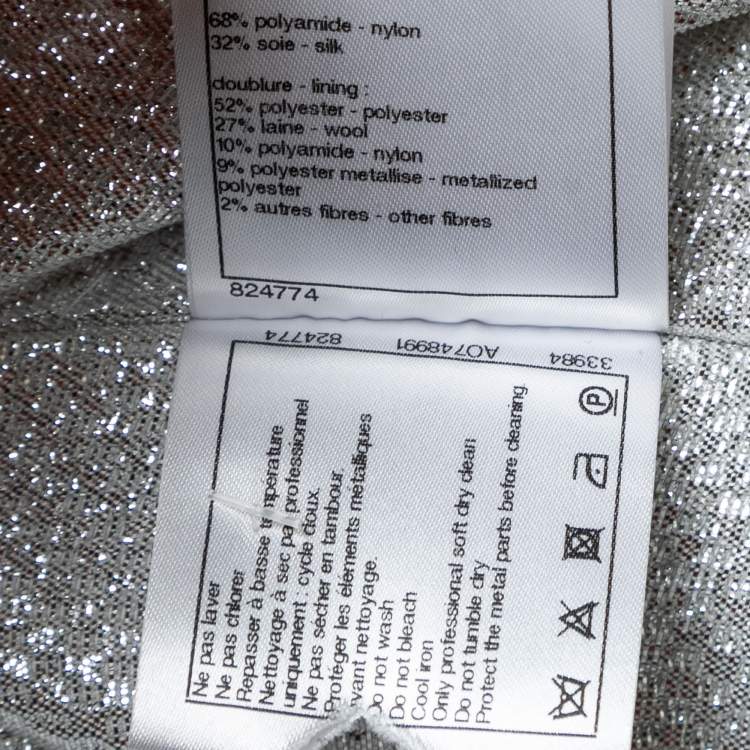 68% polyamide - nylon
32% soie - silk
doublure - lining :
52% polyester - polyester
27% laine - wool
10% polyamide - nylon
9% polyester metallise - metallized
polyester
2% autres fibres - other fibres
824774
824774 AO748991 33984
Ne pas laver
Ne pas chlorer
Repasser à basse température
Nettoyage à sec par professionnel
uniquement : cycle doux.
Ne pas sécher en tambour.
Protéger les éléments métalliques
avant nettoyage.
Do not wash
Do not bleach
Cool iron
Only professional soft dry clean
Do not tumble dry
Protect the metal parts before cleaning.
P